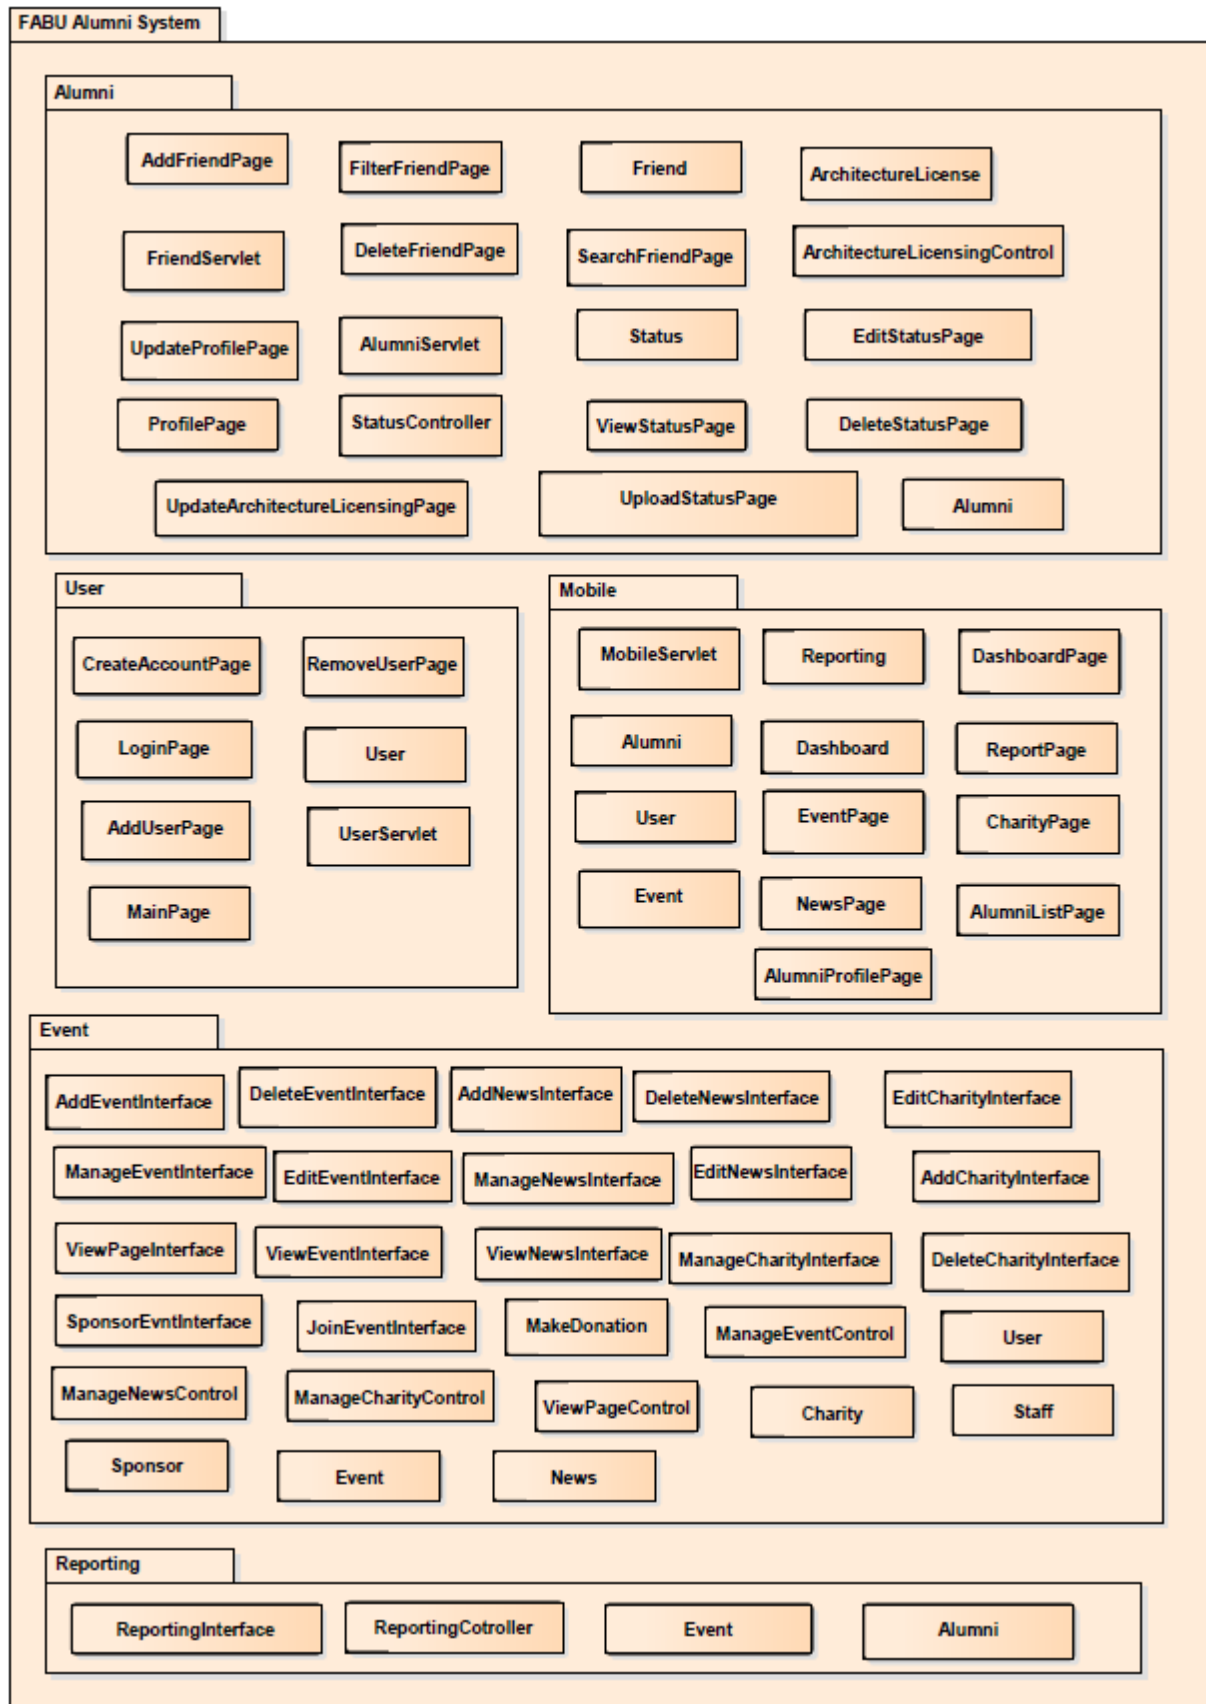 FABU Alumni System
Alumni
AddFriendPage
FilterFriendPage
Friend
ArchitectureLicense
FriendServlet
DeleteFriendPage
SearchFriendPage
ArchitectureLicensingControl
UpdateProfilePage
AlumniServlet
Status
EditStatusPage
ProfilePage
StatusController
ViewStatusPage
DeleteStatusPage
UpdateArchitectureLicensingPage
UploadStatusPage
Alumni
User
CreateAccountPage
RemoveUserPage
LoginPage
User
AddUserPage
UserServlet
MainPage
Mobile
MobileServlet
Reporting
DashboardPage
Alumni
Dashboard
ReportPage
User
EventPage
CharityPage
Event
NewsPage
AlumniListPage
AlumniProfilePage
Event
AddEventInterface
DeleteEventInterface
AddNewsInterface
DeleteNewsInterface
EditCharityInterface
ManageEventInterface
EditEventInterface
ManageNewsInterface
EditNewsInterface
AddCharityInterface
ViewPageInterface
ViewEventInterface
ViewNewsInterface
ManageCharityInterface
DeleteCharityInterface
SponsorEvntInterface
JoinEventInterface
MakeDonation
ManageEventControl
User
ManageNewsControl
ManageCharityControl
ViewPageControl
Charity
Staff
Sponsor
Event
News
Reporting
ReportingInterface
ReportingCotroller
Event
Alumni